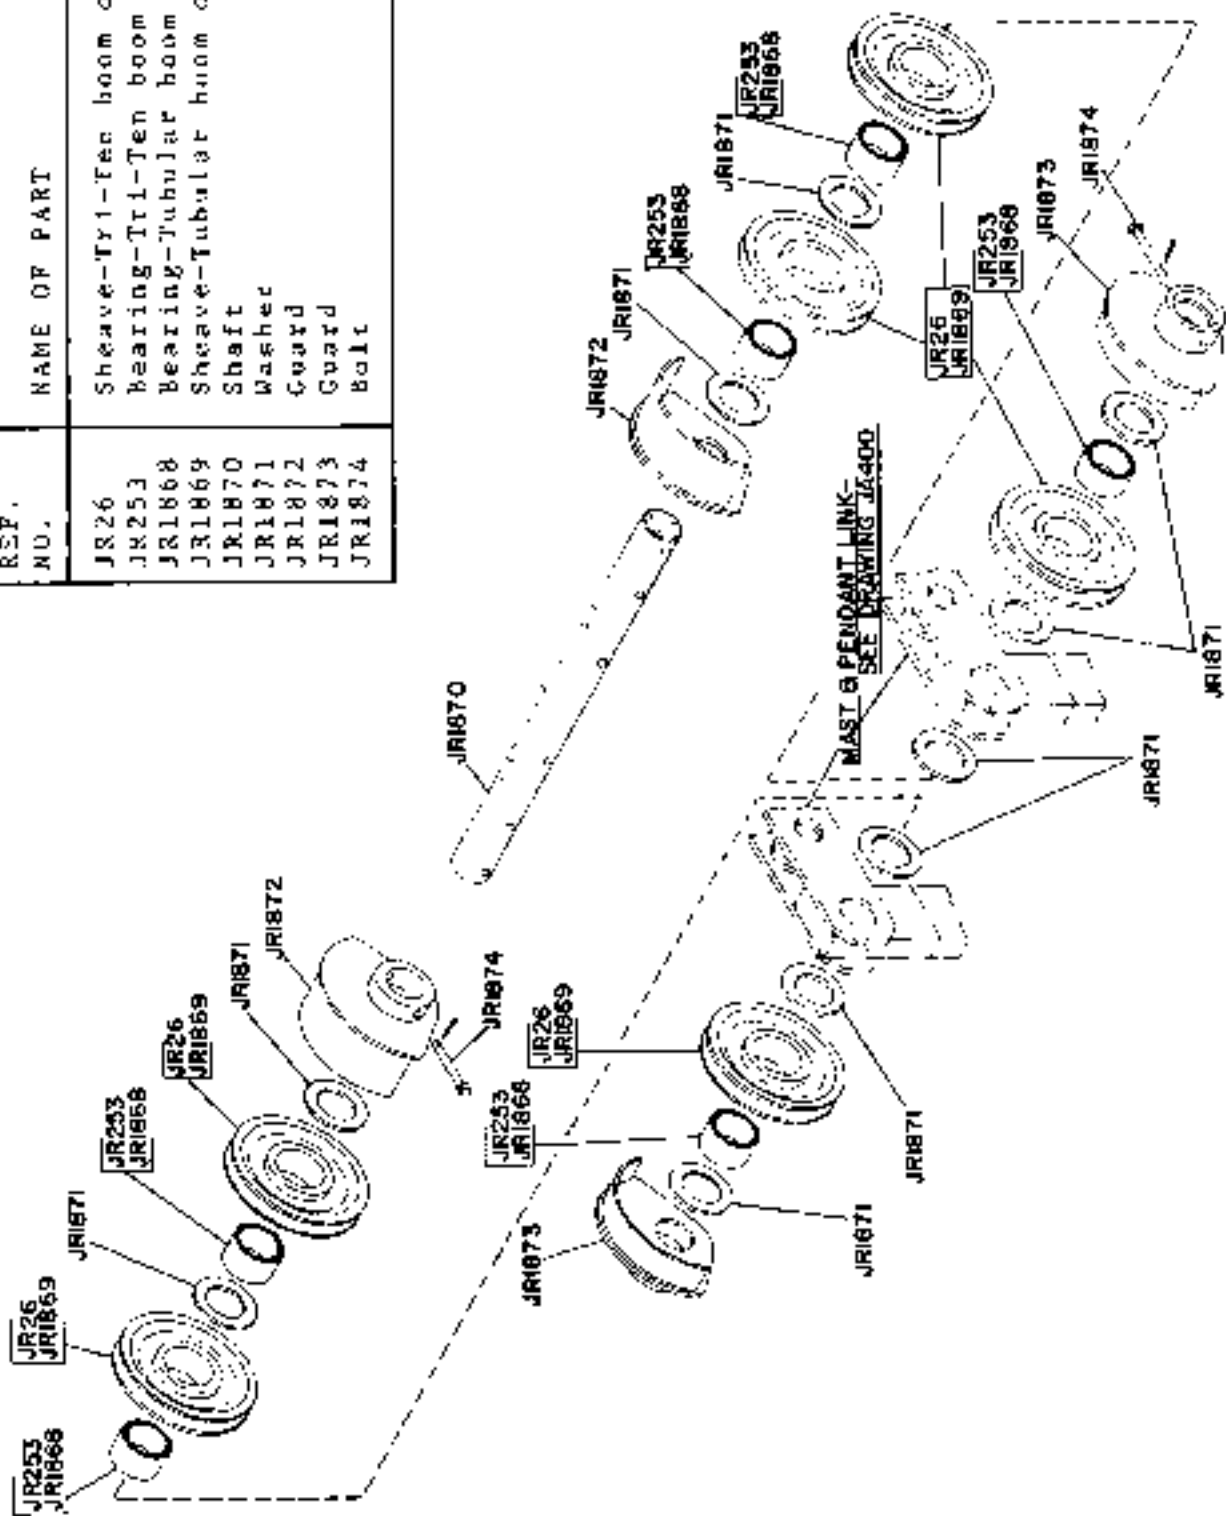 REF.
NO.
NAME OF PART
JR26 Sheave-Tri-Ten boom
JR253 Bearing-Tri-Ten boom
JR1868 Bearing-Tubular boom
JR1869 Sheave-Tubular boom
JR1870 Shaft
JR1871 Washer
JR1872 Guard
JR1873 Guard
JR1874 Bolt
JR253
JR1868
JR26
JR1869
JR1871
JR253
JR1868
JR26
JR1869
JR1871
JR1872
JR1874
JR1870
JR1872
JR1871
JR253
JR1868
JR1871
JR253
JR1868
JR26
JR1869
JR253
JR1868
JR1873
JR1874
JR1871
MAST & PENDANT LINK-
SEE DRAWING JA400
JR1871
JR26
JR1869
JR253
JR1868
JR1873
JR1871
JR1871